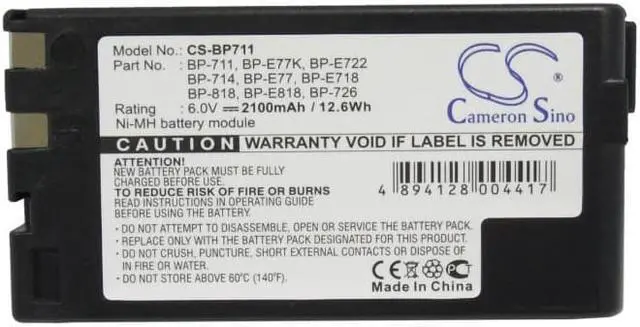 Model No.: CS-BP711
Part No.: BP-711, BP-E77K, BP-E722
BP-714, BP-E77, BP-E718
BP-818, BP-E818, BP-726
Rating : 6.0V ⎓ 2100mAh / 12.6Wh
Ni-MH battery module
CS
Cameron Sino
CAUTION WARRANTY VOID IF LABEL IS REMOVED
ATTENTION:
NEW BATTERY PACK MUST BE FULLY
CHARGED BEFORE USE
TO REDUCE RISK OF FIRE OR BURNS
READ INSTRUCTIONS IN OPERATING GUIDE
BEFORE CHARGING OR USING BATTERY
4 894128 004417
• DO NOT ATTEMPT TO DISASSEMBLE, OR SERVICE BATTERY PACK
• REPLACE ONLY WITH THE BATTERY PACK DESIGNATED FOR THIS PRODUCT
• DO NOT CRUSH, PUNCTURE, SHORT EXTERNAL CONTACTS OR DISPOSE OF
IN FIRE OR WATER
• DO NOT EXPOSE ABOVE 60°C (140°F).
CE
Made In China